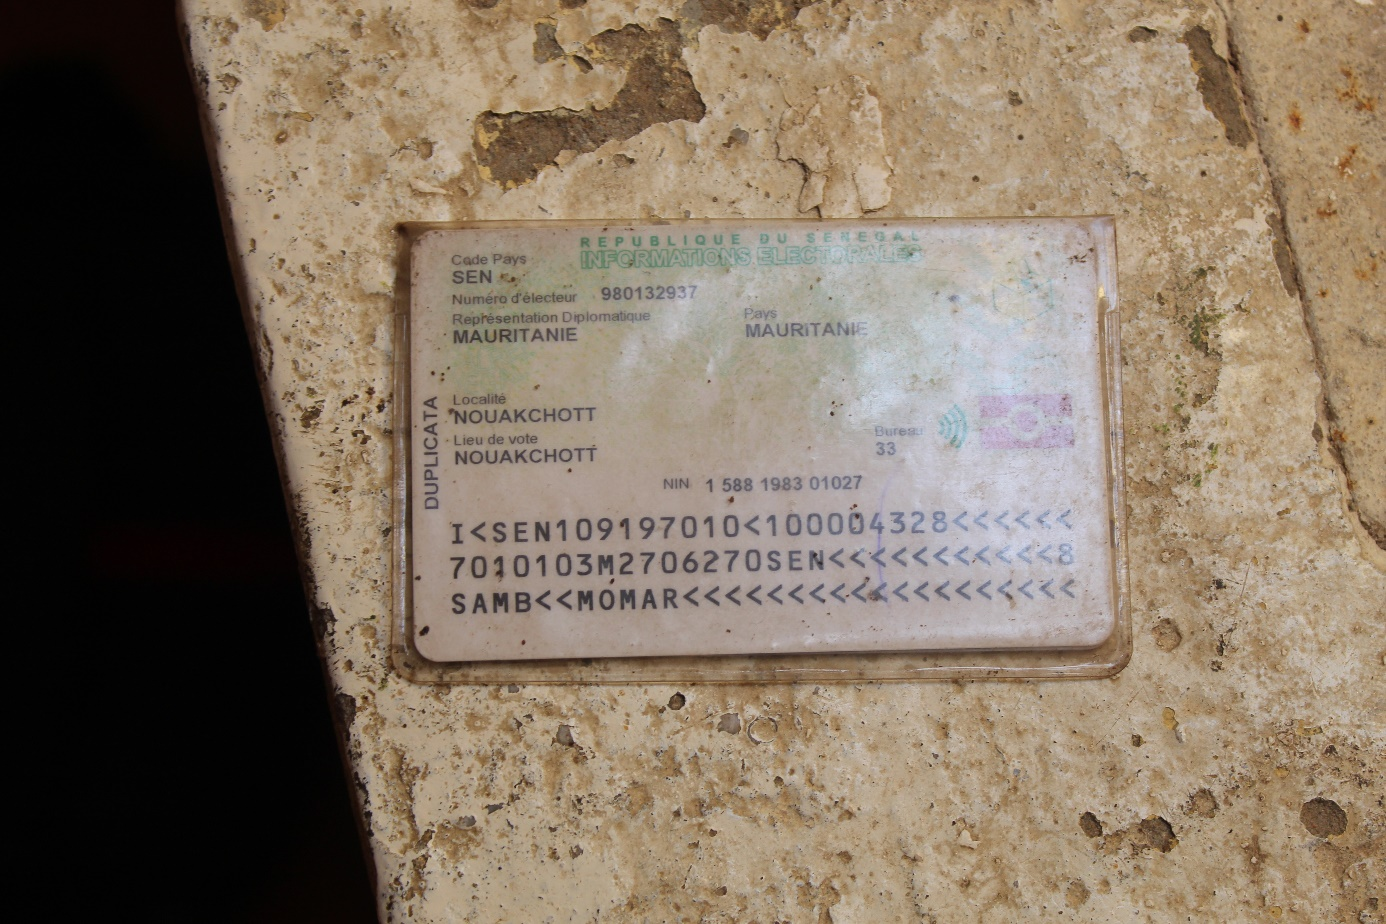 REPUBLIQUE DU SENEGAL
INFORMATIONS ELECTORALES
Code Pays
SEN
Numéro d'électeur 980132937
Représentation Diplomatique Pays
MAURITANIE MAURITANIE
Localité
NOUAKCHOTT
Lieu de vote Bureau
NOUAKCHOTT 33
DUPLICATA
NIN 1 588 1983 01027
I<SEN109197010<100004328<<<<<<
7010103M2706270SEN<<<<<<<<<<<8
SAMB<<MOMAR<<<<<<<<<<<<<<<<<<<